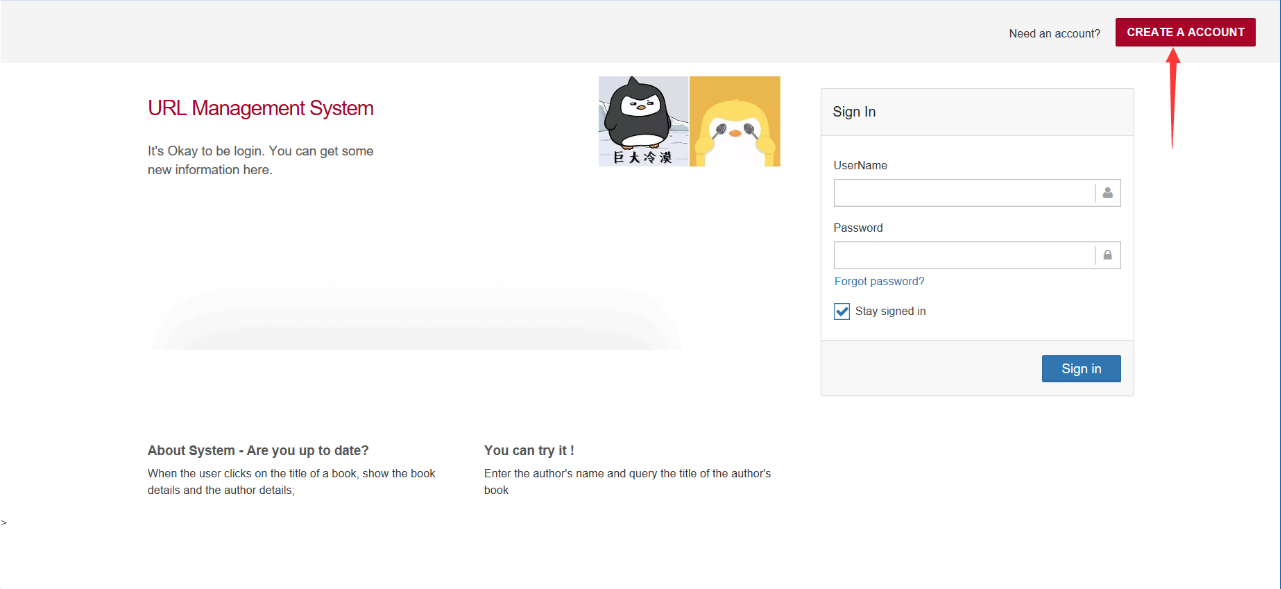 Need an account?
CREATE A ACCOUNT
URL Management System
It's Okay to be login. You can get some
new information here.
巨大冷漠
Sign In
UserName
Password
Forgot password?
Stay signed in
Sign in
About System - Are you up to date?
When the user clicks on the title of a book, show the book
details and the author details;
You can try it !
Enter the author's name and query the title of the author's
book
>